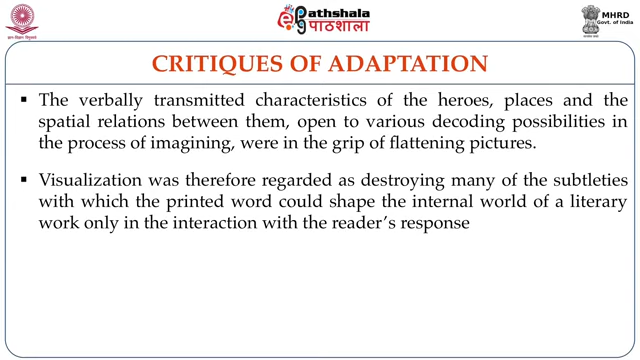 Pathshala
पाठशाला
MHRD
Govt. of India
CRITIQUES OF ADAPTATION
▪ The verbally transmitted characteristics of the heroes, places and the
spatial relations between them, open to various decoding possibilities in
the process of imagining, were in the grip of flattening pictures.
▪ Visualization was therefore regarded as destroying many of the subtleties
with which the printed word could shape the internal world of a literary
work only in the interaction with the reader’s response